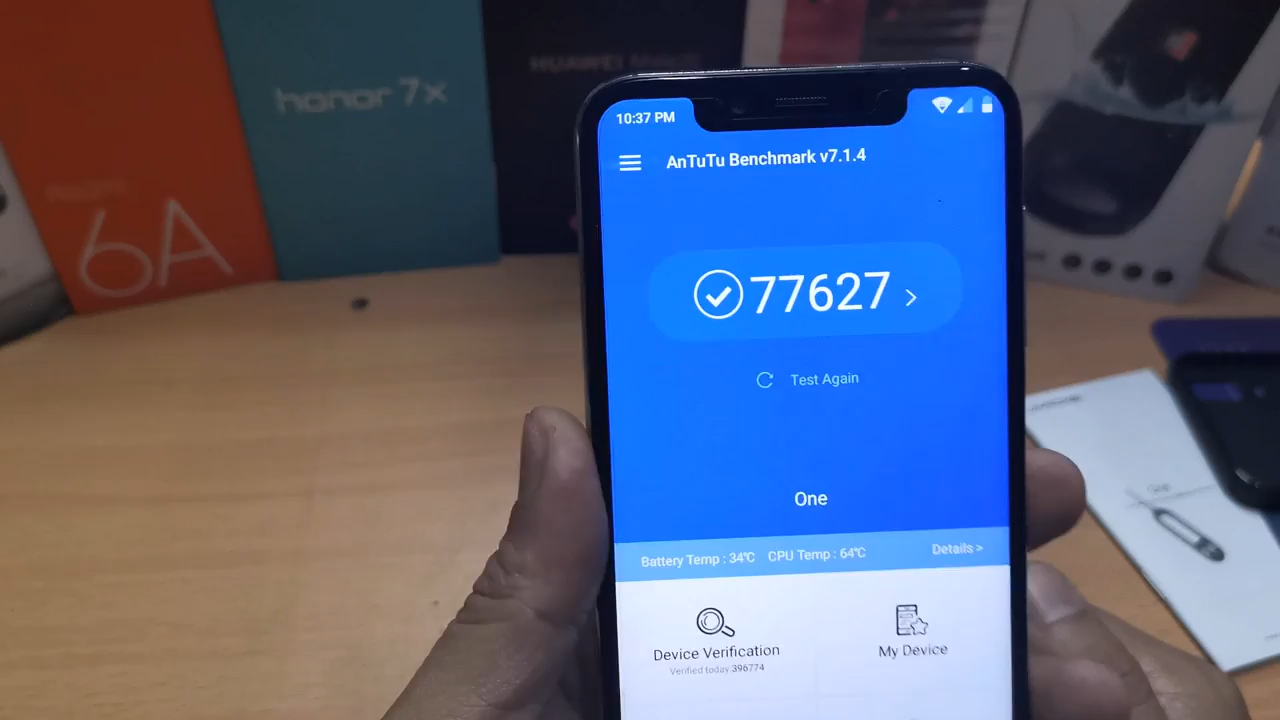 honor 7x
HUAWEI
6A
10:37 PM
AnTuTu Benchmark v7.1.4
77627 >
Test Again
One
Battery Temp : 34℃ CPU Temp : 64℃ Details >
Device Verification
Verified today 396774
My Device